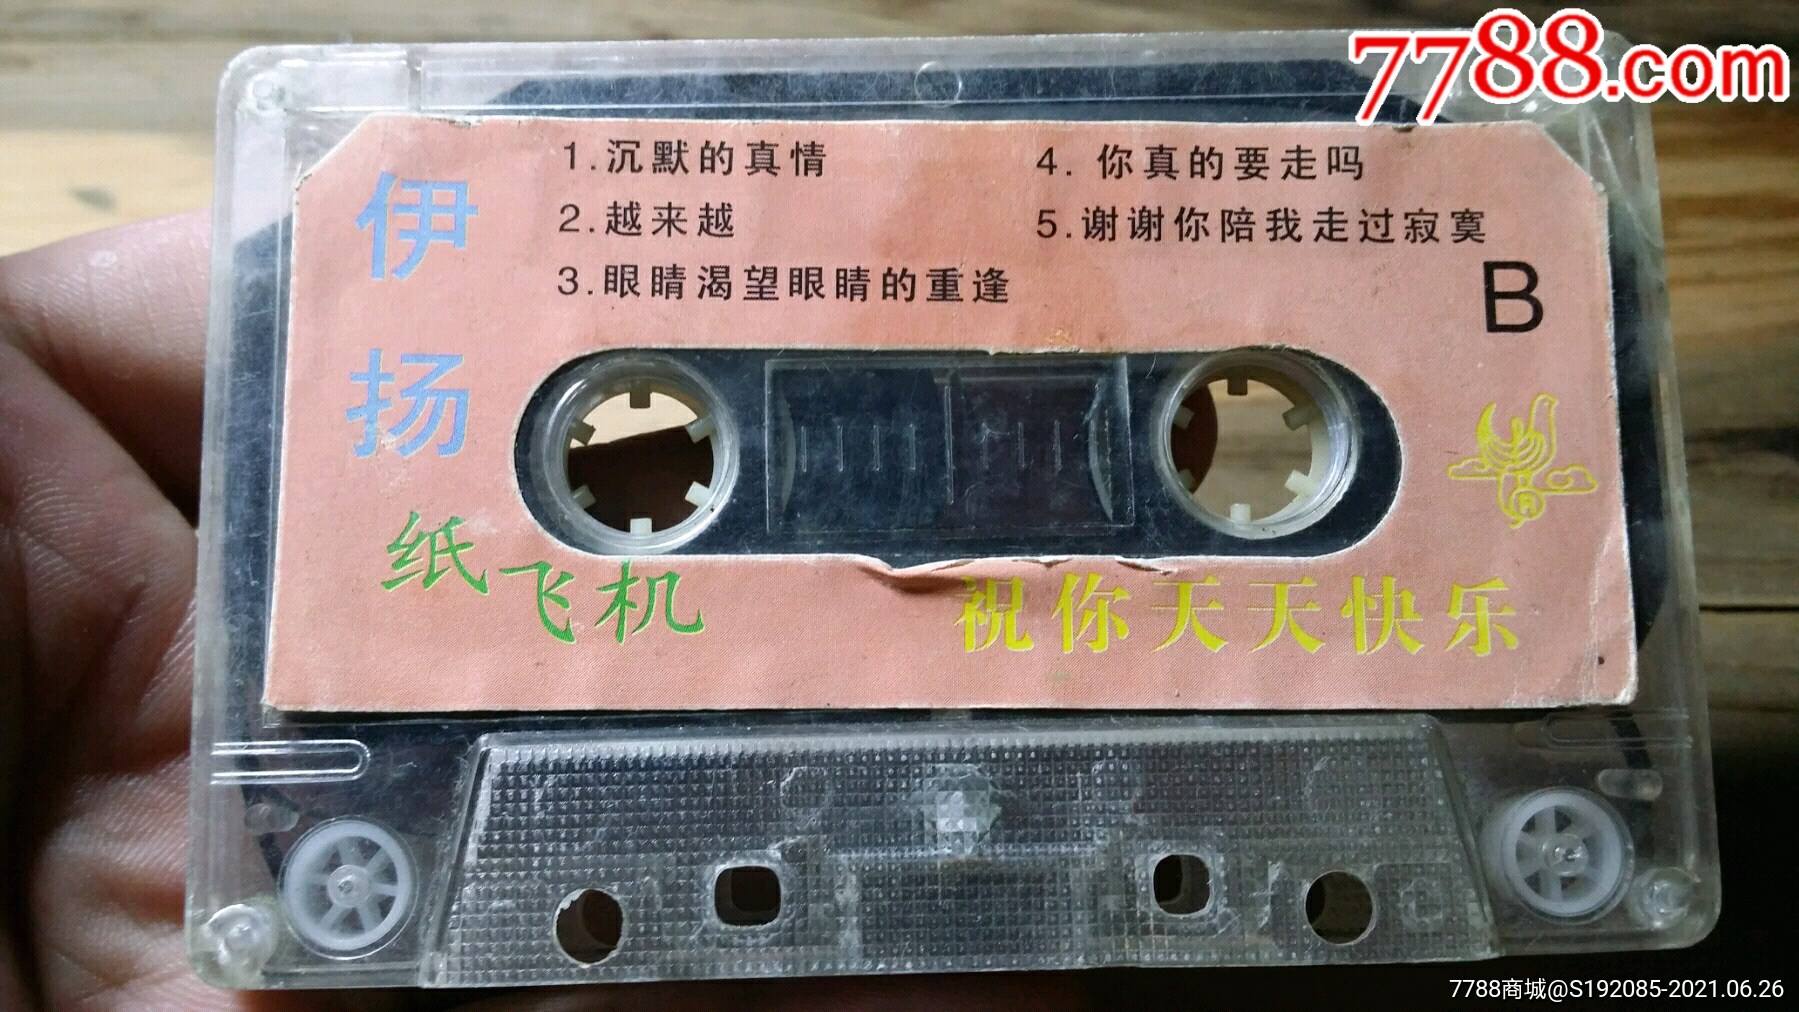 7788.com
1.沉默的真情
2.越来越
3.眼睛渴望眼睛的重逢
4. 你真的要走吗
5.谢谢你陪我走过寂寞
B
伊扬
纸飞机
祝你天天快乐
7788商城@S192085-2021.06.26